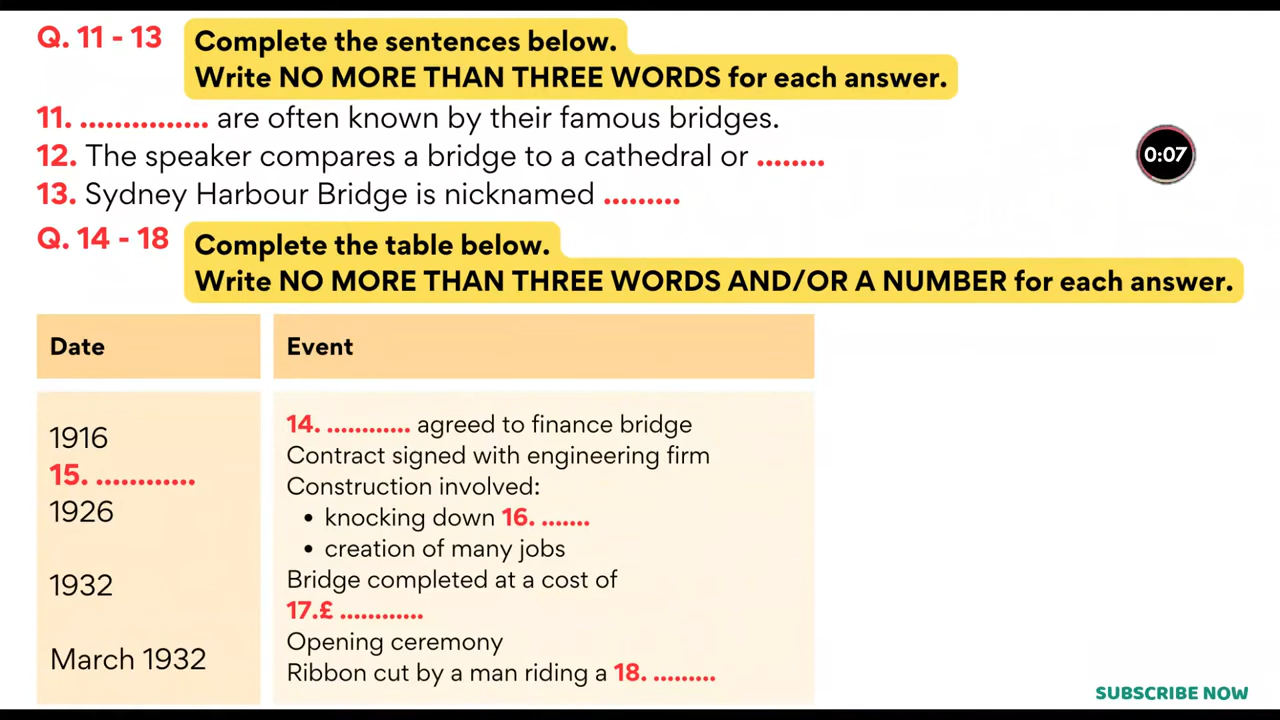 Q. 11 - 13
Complete the sentences below.
Write NO MORE THAN THREE WORDS for each answer.
11. ............... are often known by their famous bridges.
12. The speaker compares a bridge to a cathedral or ........
0:07
13. Sydney Harbour Bridge is nicknamed .........
Q. 14 - 18
Complete the table below.
Write NO MORE THAN THREE WORDS AND/OR A NUMBER for each answer.
Date
Event
1916
14. ............ agreed to finance bridge
15. ............
Contract signed with engineering firm
1926
Construction involved:
• knocking down 16. .......
• creation of many jobs
1932
Bridge completed at a cost of
17.£ ............
March 1932
Opening ceremony
Ribbon cut by a man riding a 18. .........
SUBSCRIBE NOW